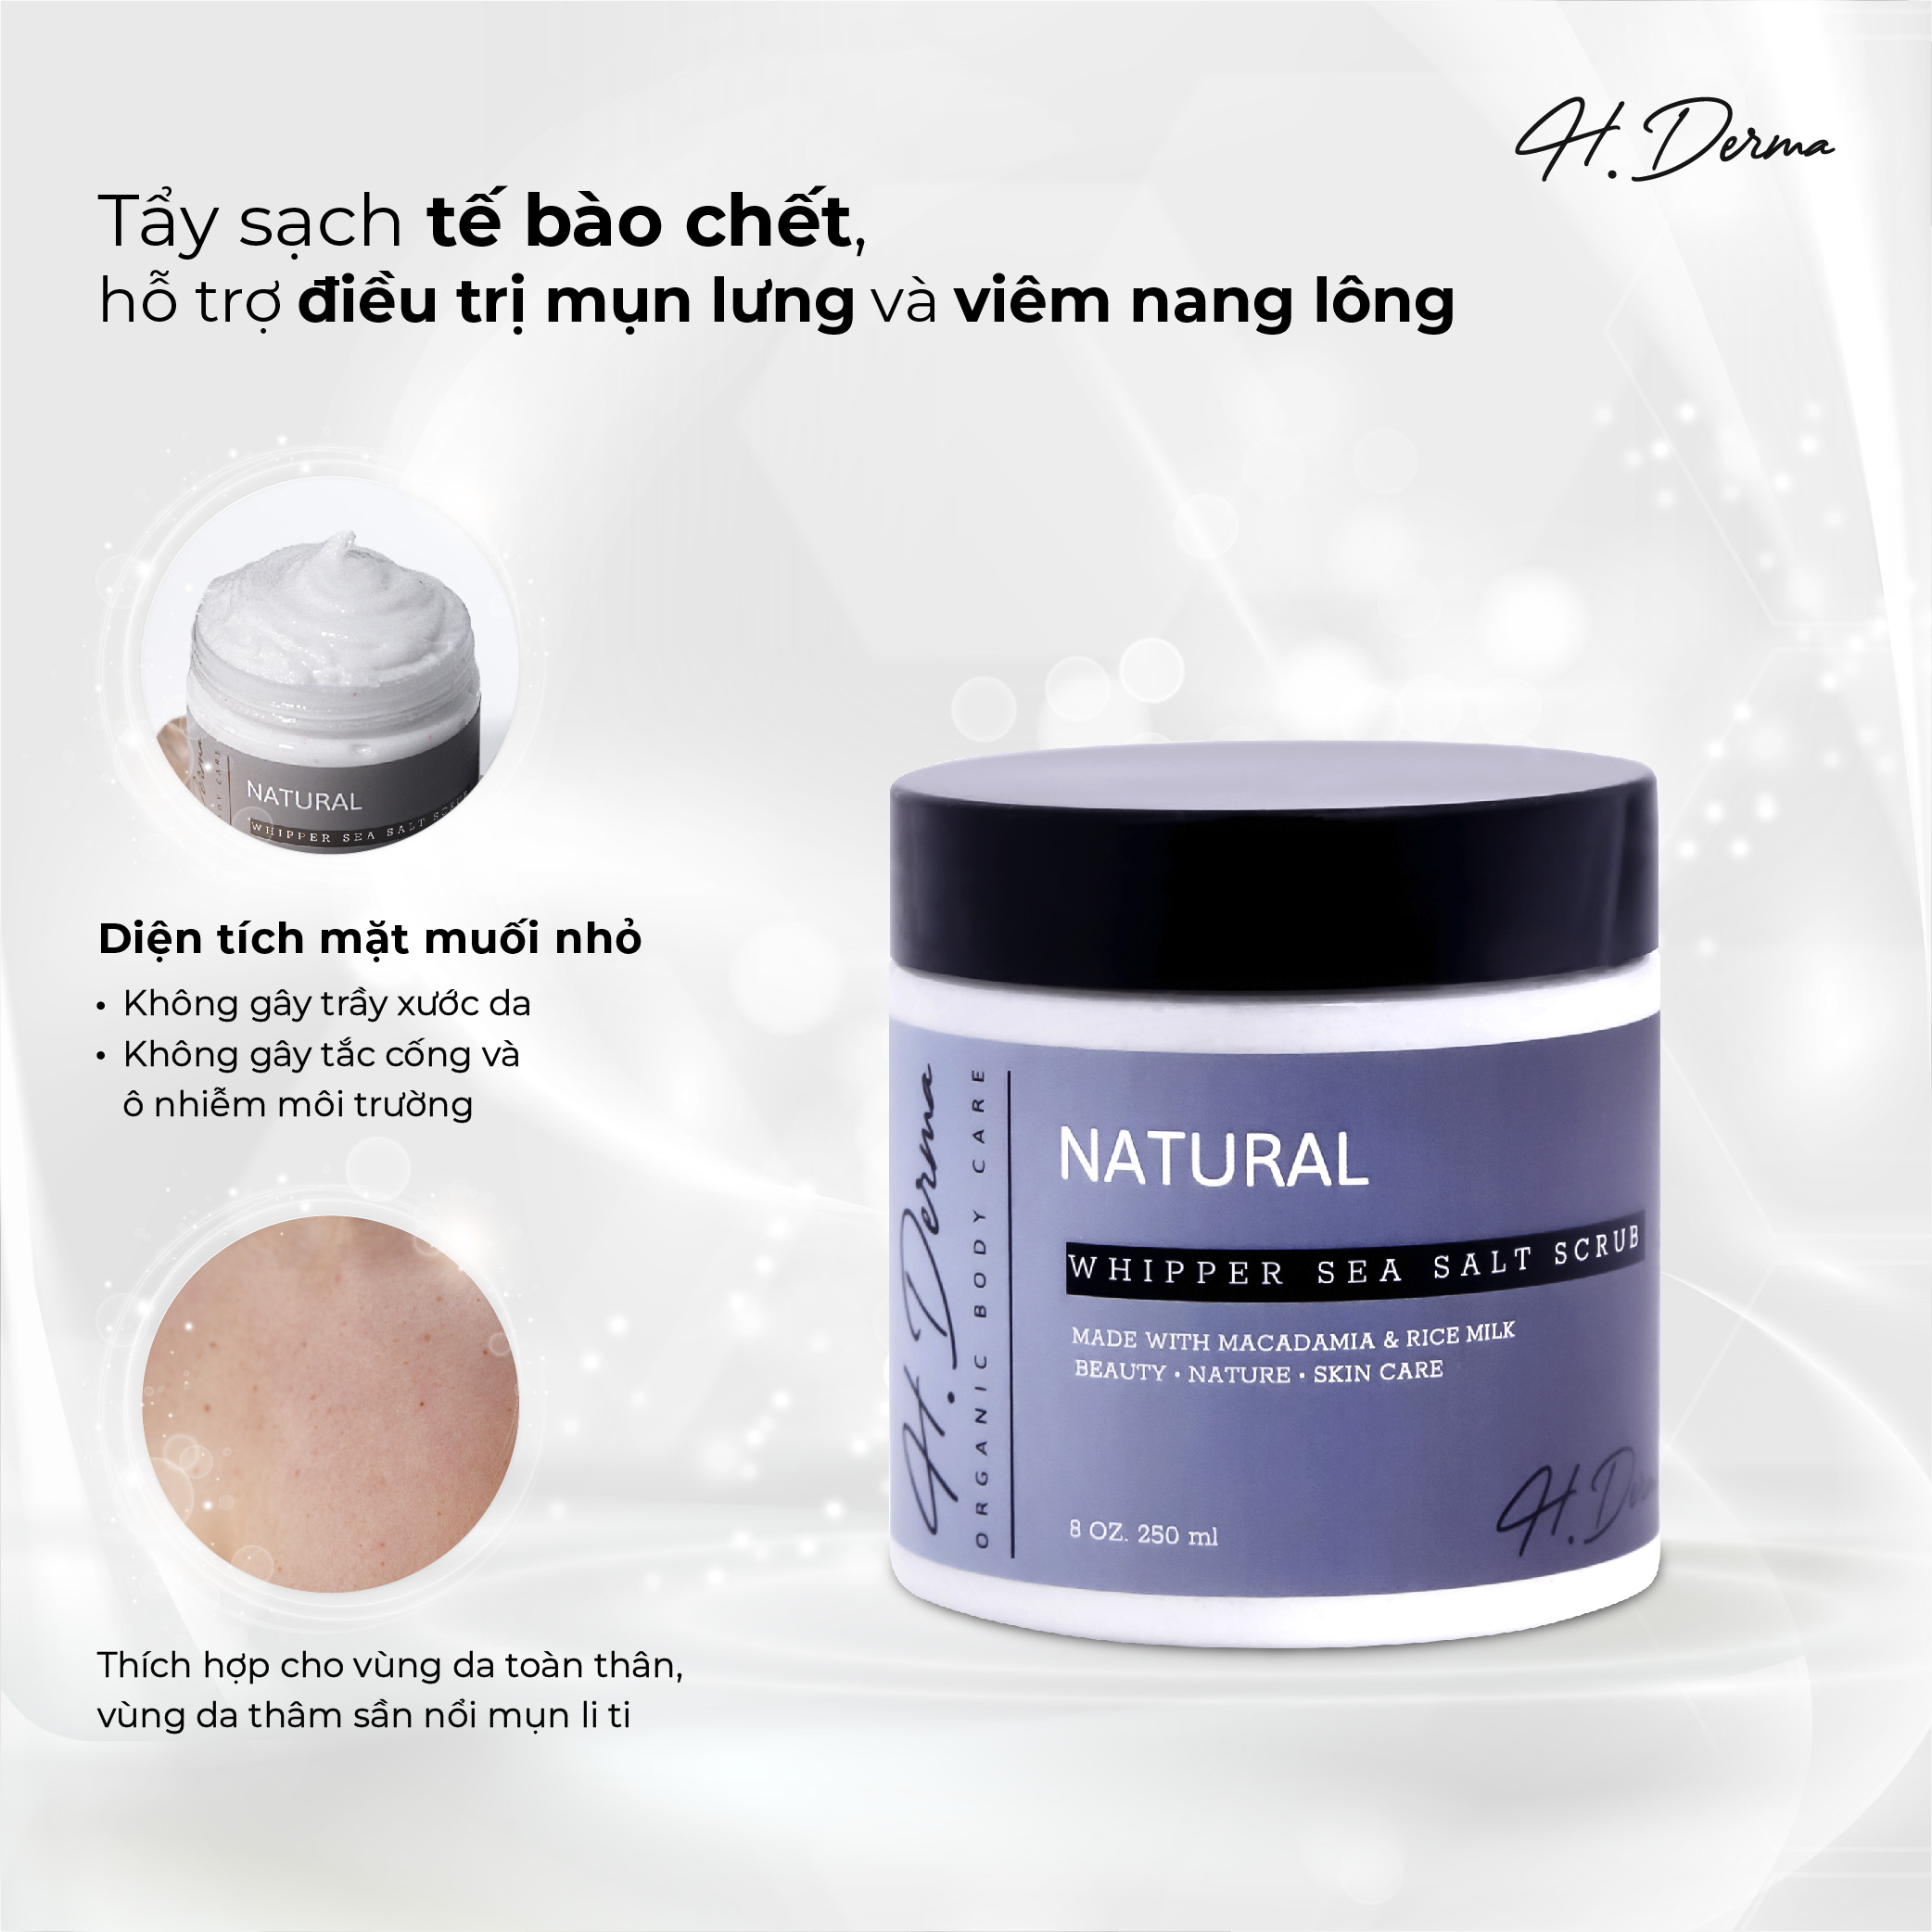 H. Derma
Tẩy sạch tế bào chết,
hỗ trợ điều trị mụn lưng và viêm nang lông
NATURAL
WHIPPER SEA SALT SCRUB
Diện tích mặt muối nhỏ
• Không gây trầy xước da
• Không gây tắc cống và
ô nhiễm môi trường
Thích hợp cho vùng da toàn thân,
vùng da thâm sần nổi mụn li ti
H. Derma
ORGANIC BODY CARE
NATURAL
WHIPPER SEA SALT SCRUB
MADE WITH MACADAMIA & RICE MILK
BEAUTY • NATURE • SKIN CARE
8 OZ. 250 ml